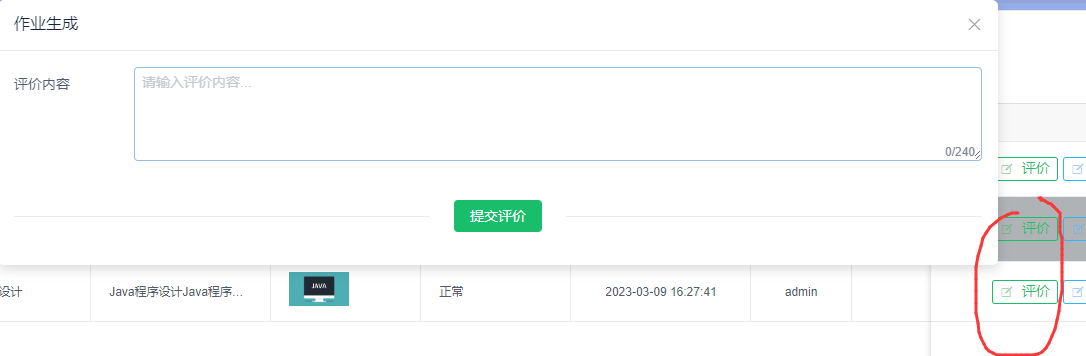 作业生成
评价内容
请输入评价内容...
0/240
评价
提交评价
评价
设计
Java程序设计Java程序...
JAVA
正常
2023-03-09 16:27:41
admin
评价